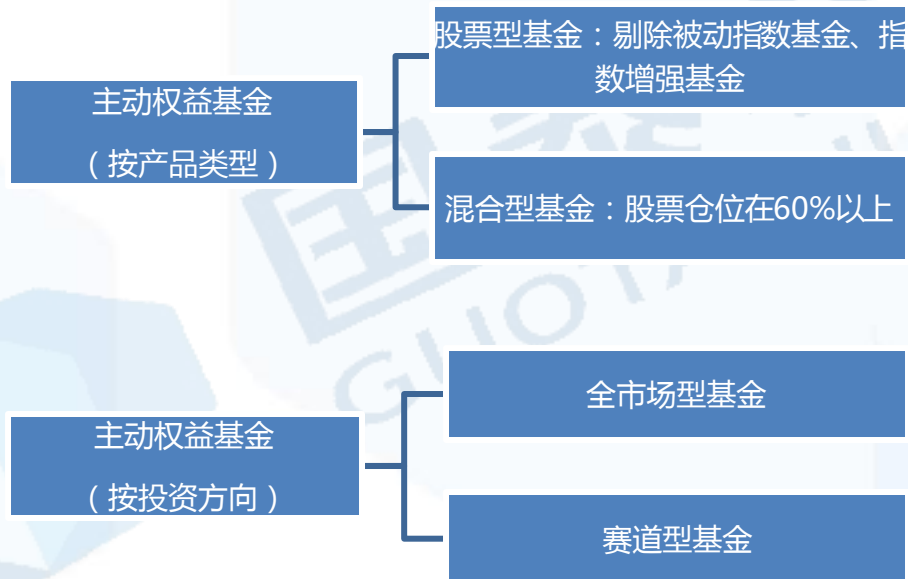 股票型基金：剔除被动指数基金、指
数增强基金
主动权益基金
（按产品类型）
混合型基金：股票仓位在60%以上
GUOTA
全市场型基金
主动权益基金
（按投资方向）
赛道型基金